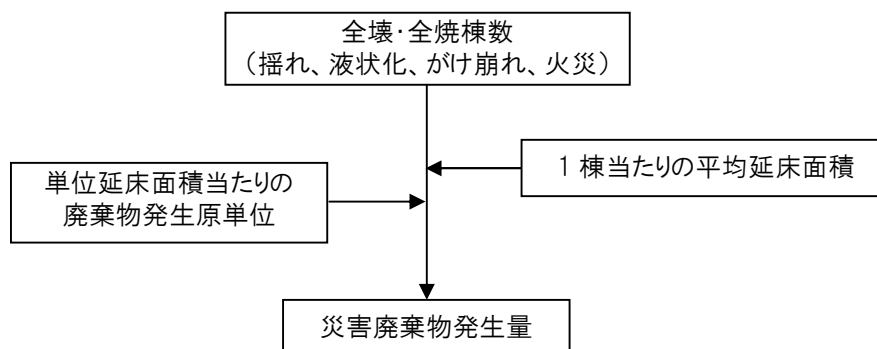 全壊・全焼棟数
（揺れ、液状化、がけ崩れ、火災）
1 棟当たりの平均延床面積
単位延床面積当たりの
廃棄物発生原単位
災害廃棄物発生量